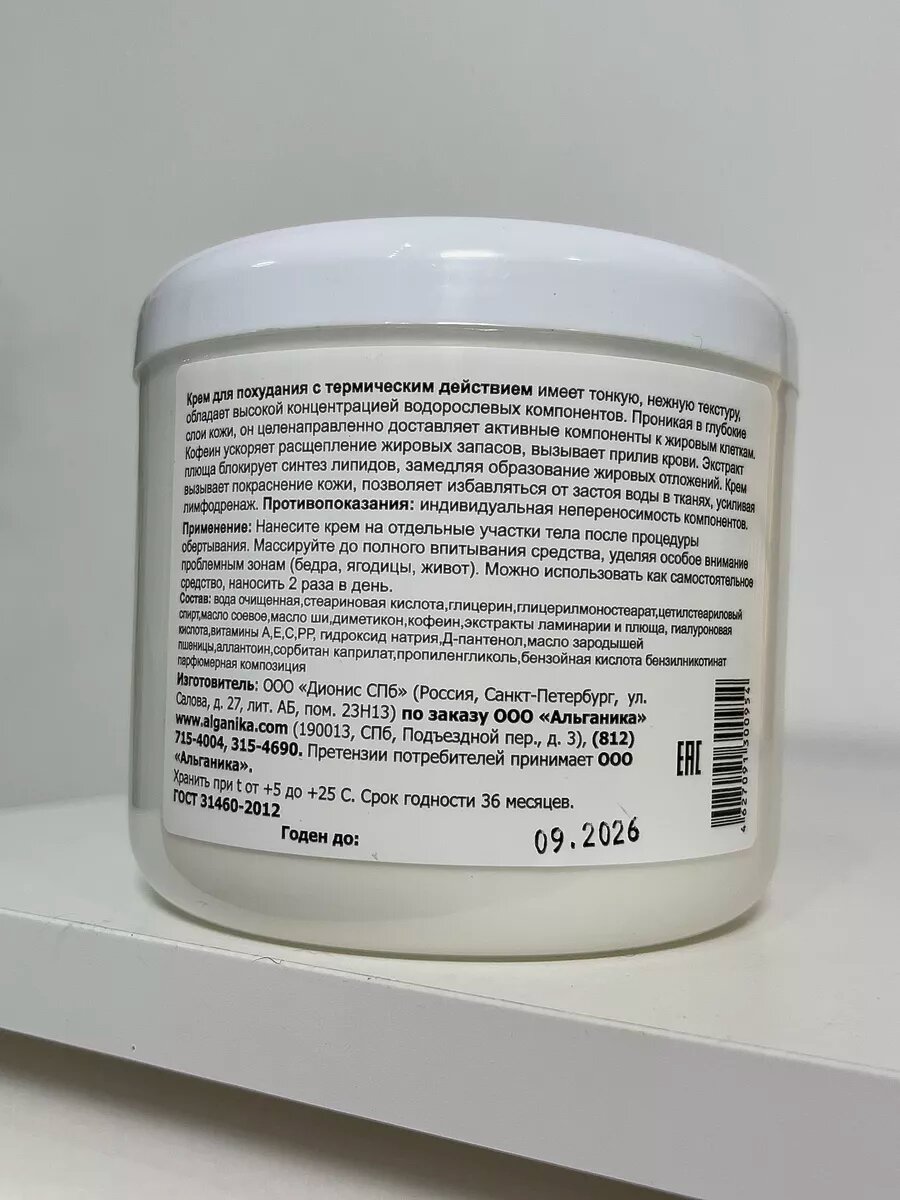 Крем для похудания с термическим действием имеет тонкую, нежную текстуру,
обладает высокой концентрацией водорослевых компонентов. Проникая в глубокие
слои кожи, он целенаправленно доставляет активные компоненты к жировым клеткам.
Кофеин ускоряет расщепление жировых запасов, вызывает прилив крови. Экстракт
плюща блокирует синтез липидов, замедляя образование жировых отложений. Крем
вызывает покраснение кожи, позволяет избавляться от застоя воды в тканях, усиливая
лимфодренаж. Противопоказания: индивидуальная непереносимость компонентов.
Применение: Нанесите крем на отдельные участки тела после процедуры
обертывания. Массируйте до полного впитывания средства, уделяя особое внимание
проблемным зонам (бедра, ягодицы, живот). Можно использовать как самостоятельное
средство, наносить 2 раза в день.
Состав: вода очищенная,стеариновая кислота,глицерин,глицерилмоностеарат,цетилстеариловый
спирт,масло соевое,масло ши,диметикон,кофеин,экстракты ламинарии и плюща, гиалуроновая
кислота,витамины А,Е,С,РР, гидроксид натрия,Д-пантенол,масло зародышей
пшеницы,аллантоин,сорбитан каприлат,пропиленгликоль,бензойная кислота бензилникотинат
парфюмерная композиция
Изготовитель: ООО «Дионис СПб» (Россия, Санкт-Петербург, ул.
Салова, д. 27, лит. АБ, пом. 23Н13) по заказу ООО «Альганика»
www.alganika.com (190013, СПб, Подъездной пер., д. 3), (812)
715-4004, 315-4690. Претензии потребителей принимает ООО
«Альганика».
Хранить при t от +5 до +25 С. Срок годности 36 месяцев.
ГОСТ 31460-2012
Годен до: 09.2026
EAC
4627091300954